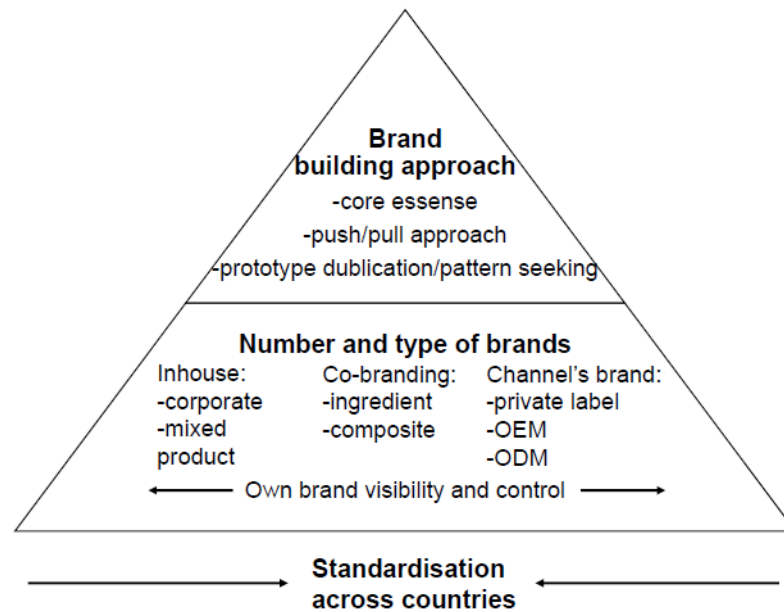 Brand
building approach
-core essense
-push/pull approach
-prototype dublication/pattern seeking
Number and type of brands
Inhouse:
-corporate
-mixed
product
Co-branding:
-ingredient
-composite
Channel's brand:
-private label
-OEM
-ODM
Own brand visibility and control
Standardisation
across countries